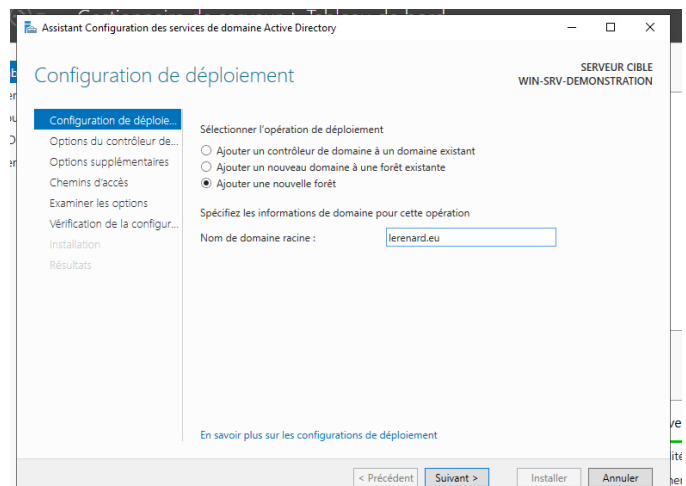 Assistant Configuration des services de domaine Active Directory
Configuration de déploiement
SERVEUR CIBLE
WIN-SRV-DEMONSTRATION
Configuration de déploie...
Options du contrôleur de...
Options supplémentaires
Chemins d'accès
Examiner les options
Vérification de la configur...
Installation
Résultats
Sélectionner l'opération de déploiement
Ajouter un contrôleur de domaine à un domaine existant
Ajouter un nouveau domaine à une forêt existante
Ajouter une nouvelle forêt
Spécifiez les informations de domaine pour cette opération
Nom de domaine racine :
lerenard.eu
En savoir plus sur les configurations de déploiement
< Précédent
Suivant >
Installer
Annuler